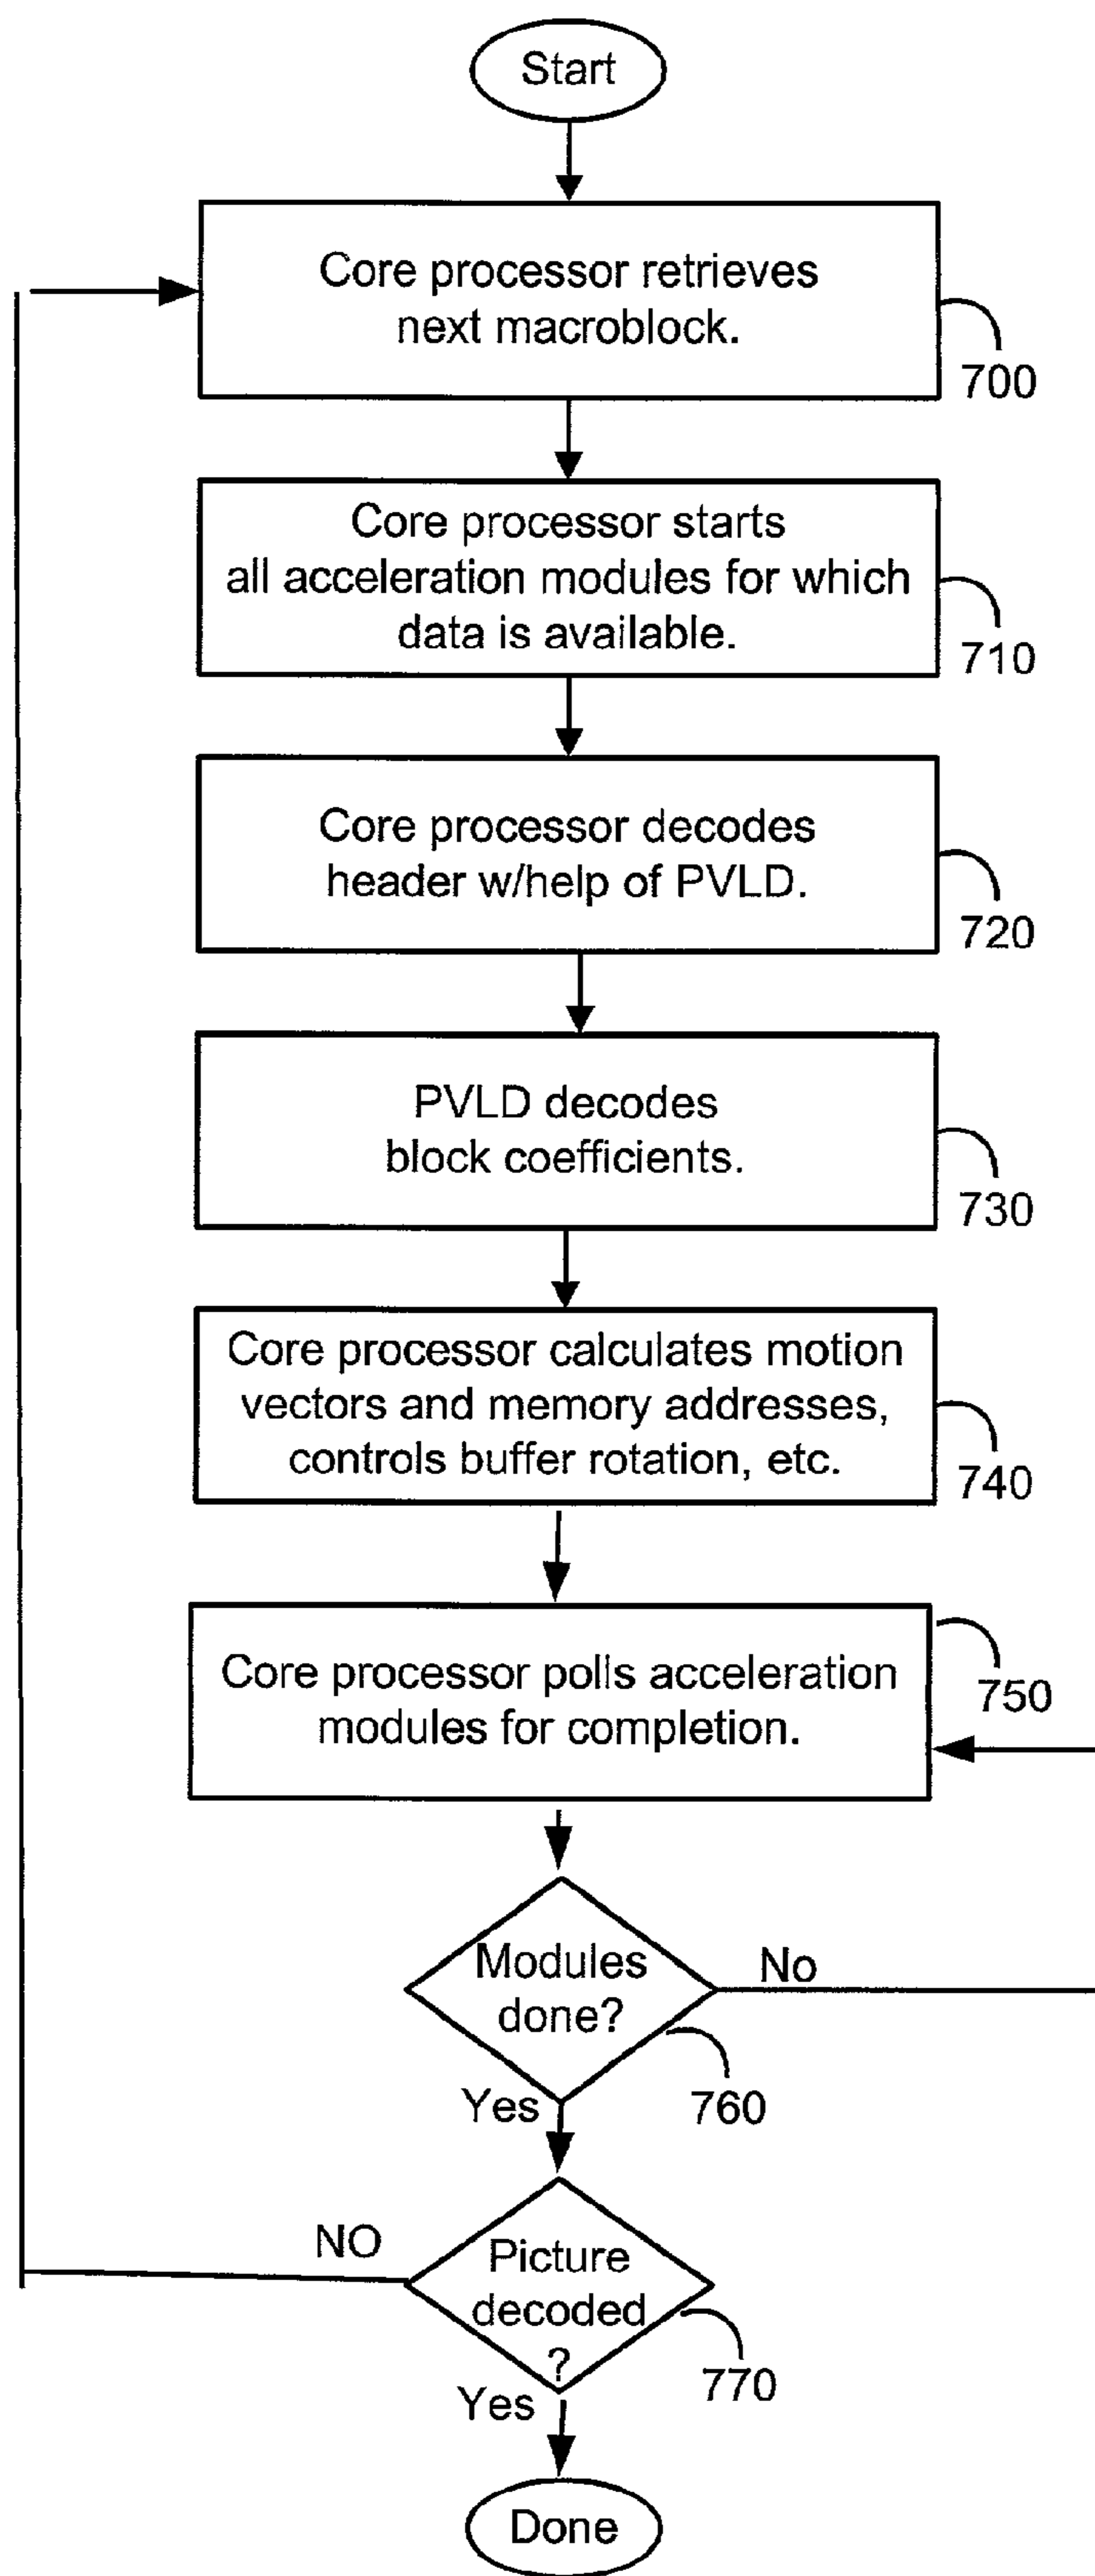 Start
Core processor retrieves
next macroblock.
700
Core processor starts
all acceleration modules for which
data is available.
710
Core processor decodes
header w/help of PVLD.
720
PVLD decodes
block coefficients.
730
Core processor calculates motion
vectors and memory addresses,
controls buffer rotation, etc.
740
Core processor polls acceleration
modules for completion.
750
Modules
done?
No
760
Yes
NO
Picture
decoded
?
770
Yes
Done